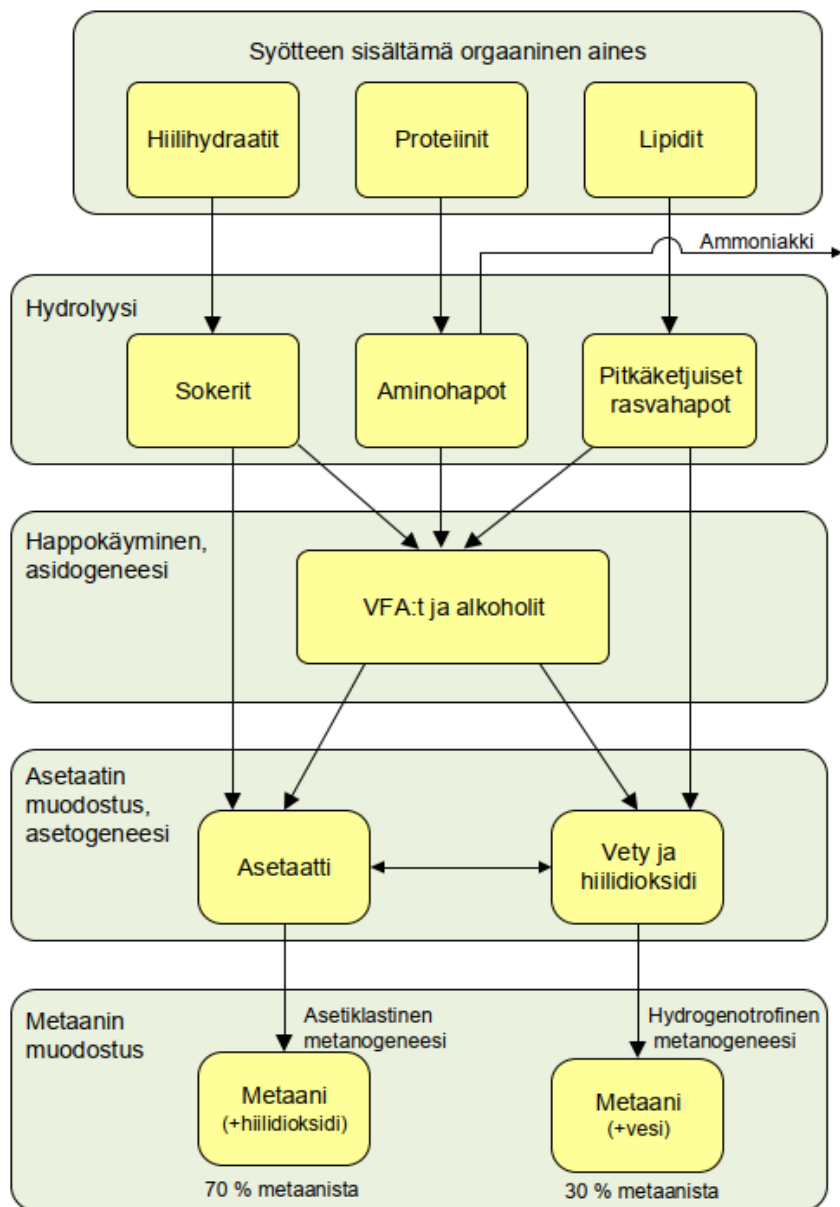 Syötteen sisältämä orgaaninen aines
Hiilihydraatit
Proteiinit
Lipidit
Ammoniakki
Hydrolyysi
Sokerit
Aminohapot
Pitkäketjuiset
rasvahapot
Happokäyminen,
asidogeneesi
VFA:t ja alkoholit
Asetaatin
muodostus,
asetogeneesi
Asetaatti
Vety ja
hiilidioksidi
Metaanin
muodostus
Asetiklastinen
metanogeneesi
Hydrogenotrofinen
metanogeneesi
Metaani
(+hiilidioksidi)
Metaani
(+vesi)
70 % metaanista
30 % metaanista